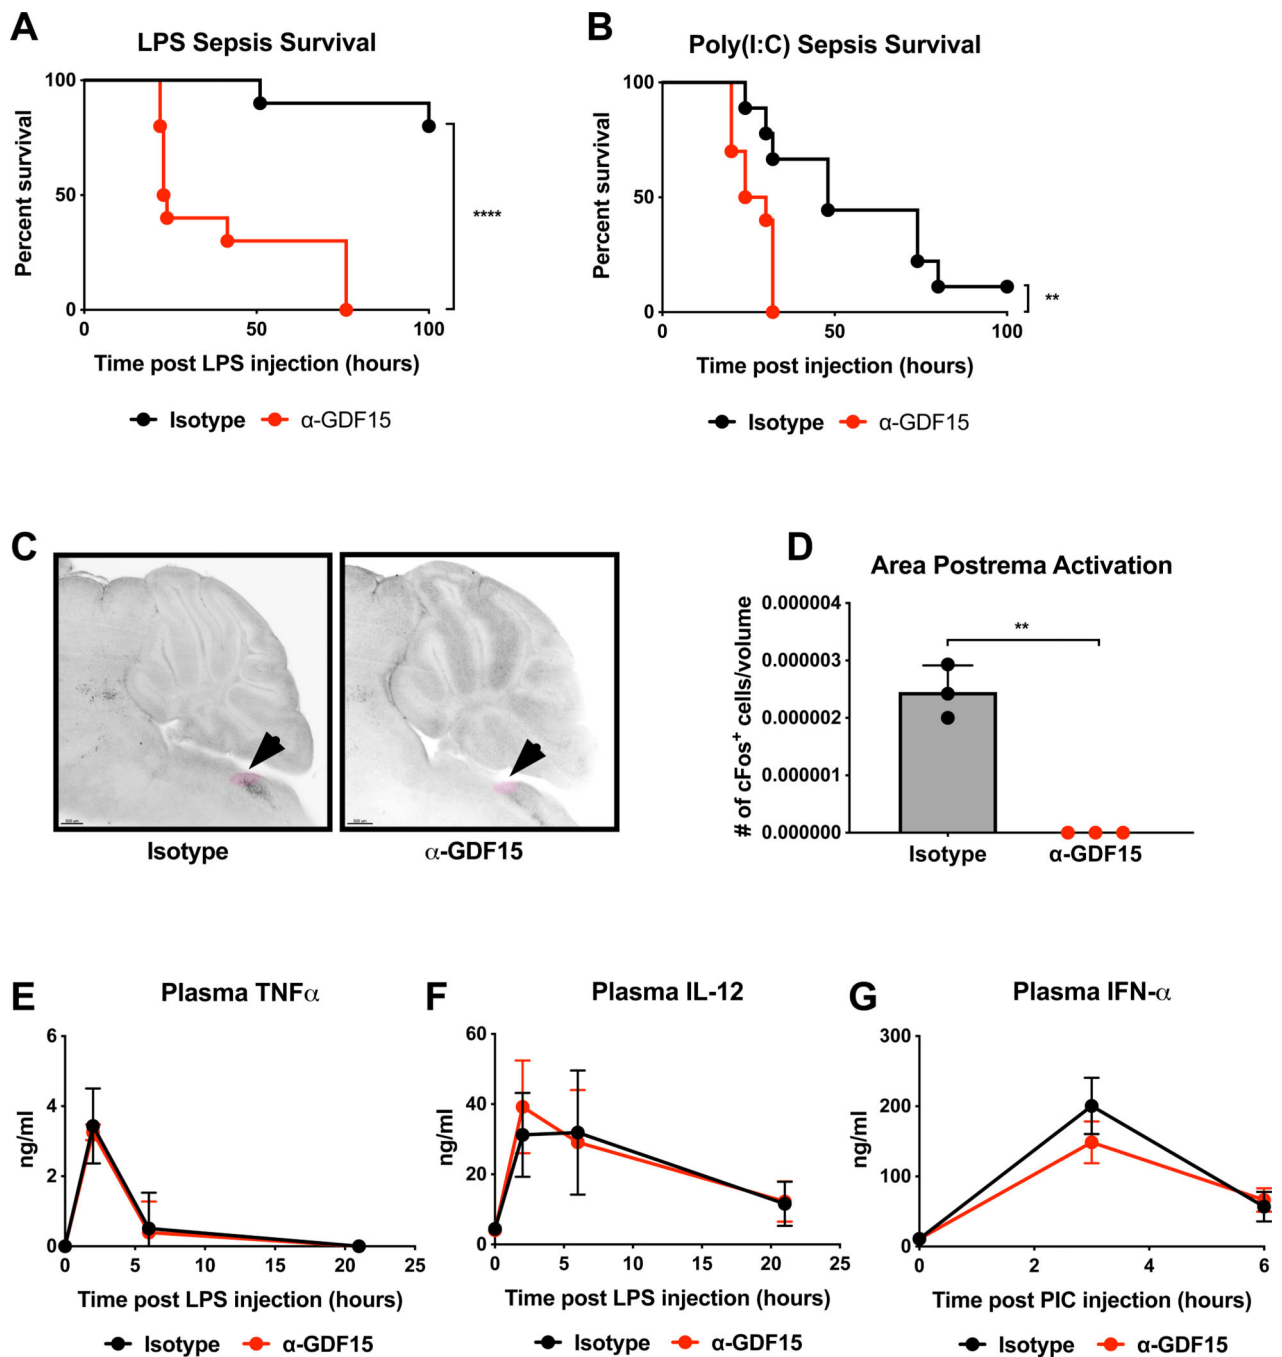 A
LPS Sepsis Survival
Percent survival
100
50
0
0
50
100
****
Time post LPS injection (hours)
Isotype
α-GDF15
B
Poly(I:C) Sepsis Survival
Percent survival
100
50
0
0
50
100
**
Time post injection (hours)
Isotype
α-GDF15
C
Isotype
α-GDF15
D
Area Postrema Activation
# of cFos+ cells/volume
0.000004
0.000003
0.000002
0.000001
0.000000
**
Isotype
α-GDF15
E
Plasma TNFα
ng/ml
6
4
2
0
0
5
10
15
20
25
Time post LPS injection (hours)
Isotype
α-GDF15
F
Plasma IL-12
ng/ml
60
40
20
0
0
5
10
15
20
25
Time post LPS injection (hours)
Isotype
α-GDF15
G
Plasma IFN-α
ng/ml
300
200
100
0
0
2
4
6
Time post PIC injection (hours)
Isotype
α-GDF15